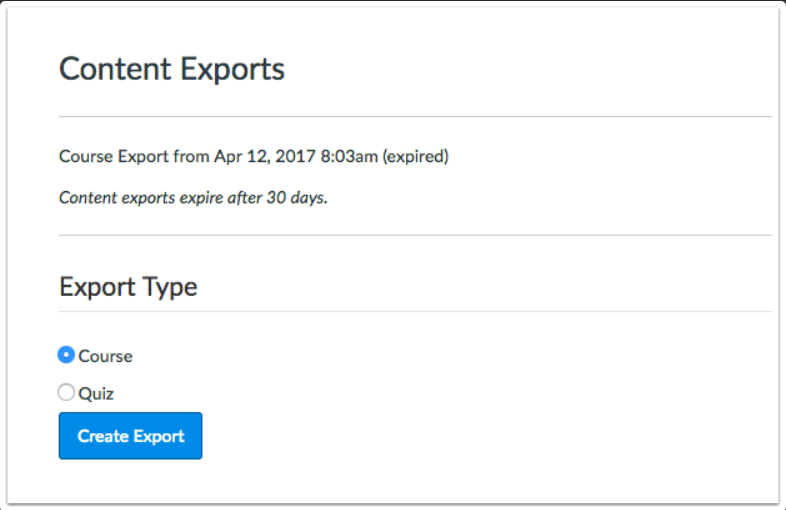 Content Exports
Course Export from Apr 12, 2017 8:03am (expired)
Content exports expire after 30 days.
Export Type
Course
Quiz
Create Export